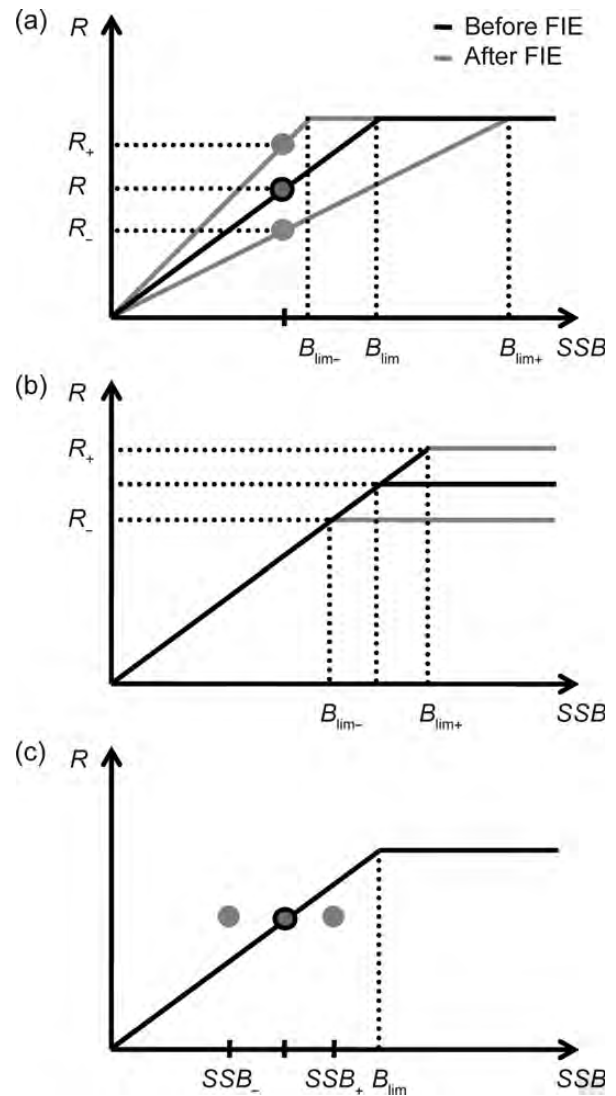 (a)
R
Before FIE
After FIE
R+
R
R−
Blim− Blim Blim+ SSB
(b)
R
R+
R−
Blim− Blim+ SSB
(c)
R
SSB− SSB+ Blim SSB